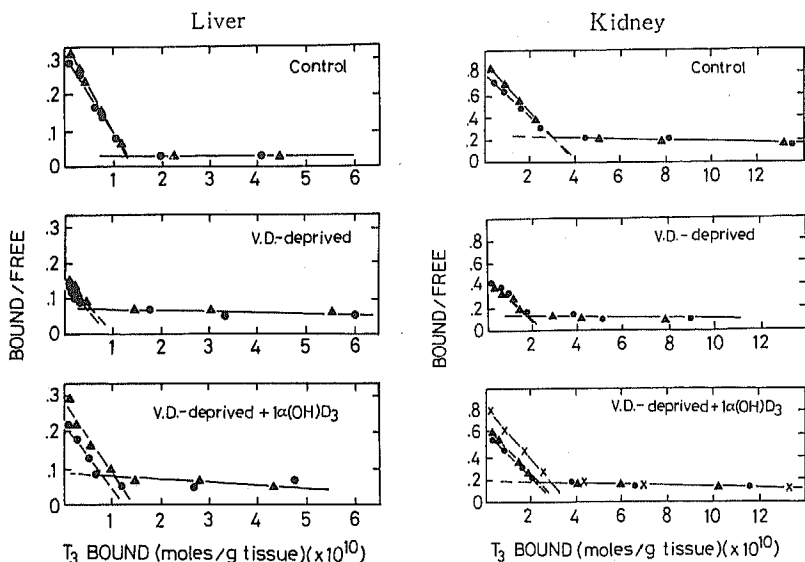 Liver
Kidney
.3
.2
.1
0
Control
1 2 3 4 5 6
.8
.6
.4
.2
0
Control
2 4 6 8 10 12
BOUND/FREE
.3
.2
.1
0
V.D.-deprived
1 2 3 4 5 6
BOUND/FREE
.8
.6
.4
.2
0
V.D.-deprived
2 4 6 8 10 12
.3
.2
.1
0
V.D.-deprived + 1α(OH)D3
1 2 3 4 5 6
T3 BOUND (moles/g tissue)(x10^10)
.8
.6
.4
.2
0
V.D.-deprived + 1α(OH)D3
2 4 6 8 10 12
T3 BOUND (moles/g tissue)(x10^10)